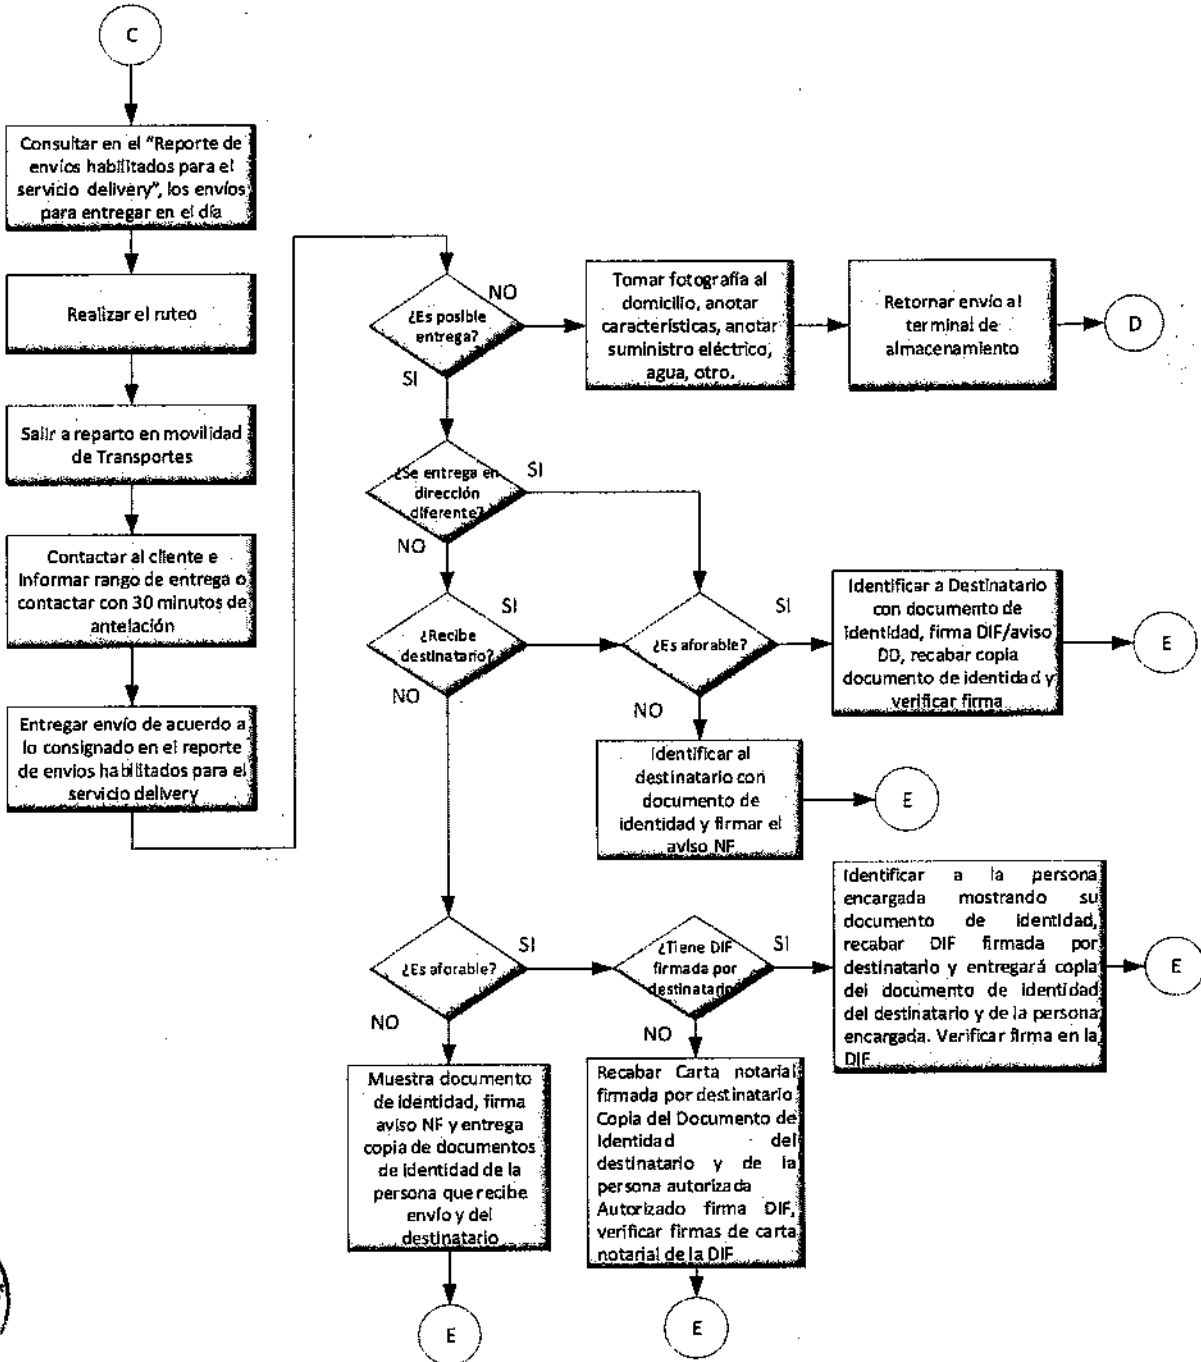 C
Consultar en el "Reporte de
envíos habilitados para el
servicio delivery", los envíos
para entregar en el día
Realizar el ruteo
Salir a reparto en movilidad
de Transportes
Contactar al cliente e
Informar rango de entrega o
contactar con 30 minutos de
antelación
Entregar envío de acuerdo a
lo consignado en el reporte
de envíos habilitados para el
servicio delivery
¿Es posible
entrega?
NO
SI
Tomar fotografía al
domicilio, anotar
características, anotar
suministro eléctrico,
agua, otro.
Retornar envío al
terminal de
almacenamiento
D
¿Se entrega en
dirección
diferente?
SI
NO
¿Recibe
destinatario?
SI
NO
¿Es aforable?
SI
NO
Identificar a Destinatario
con documento de
identidad, firma DIF/aviso
DD, recabar copia
documento de identidad y
verificar firma
E
Identificar al
destinatario con
documento de
identidad y firmar el
aviso NF
E
¿Es aforable?
SI
NO
¿Tiene DIF
firmada por
destinatario
SI
NO
Identificar a la persona
encargada mostrando su
documento de identidad,
recabar DIF firmada por
destinatario y entregará copia
del documento de identidad
del destinatario y de la persona
encargada. Verificar firma en la
DIF
E
Muestra documento
de identidad, firma
aviso NF y entrega
copia de documentos
de identidad de la
persona que recibe
envío y del
destinatario
E
Recabar Carta notarial
firmada por destinatario
Copia del Documento de
Identidad del
destinatario y de la
persona autorizada
Autorizado firma DIF,
verificar firmas de carta
notarial de la DIF
E